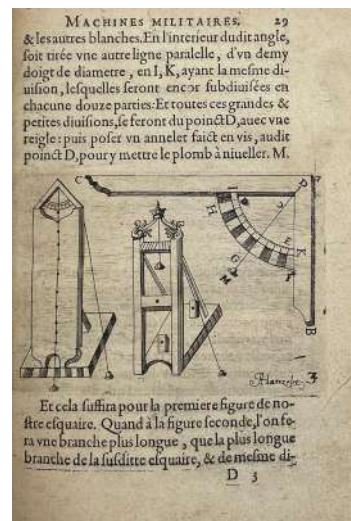 MACHINES MILITAIRES. 29
& les autres blanches. En l'interieur dudit angle,
soit tirée vne autre ligne paralelle, d'vn demy
doigt de diametre, en I, K, ayant la mesme di-
uision, lesquelles seront encor subdiuisées en
chacune douze parties: Et toutes ces grandes &
petites diuisions, se feront du poinct D, auec vne
reigle: puis poser vn annelet faict en vis, audit
poinct D, pour y mettre le plomb à niueller. M.
C
I
H
K
G
M
B
3
Et cela suffira pour la premiere figure de no-
stre esquaire. Quand à la figure seconde, l'on fe-
ra vne branche plus longue, que la plus longue
branche de la susditte esquaire, & de mesme di-
D 3